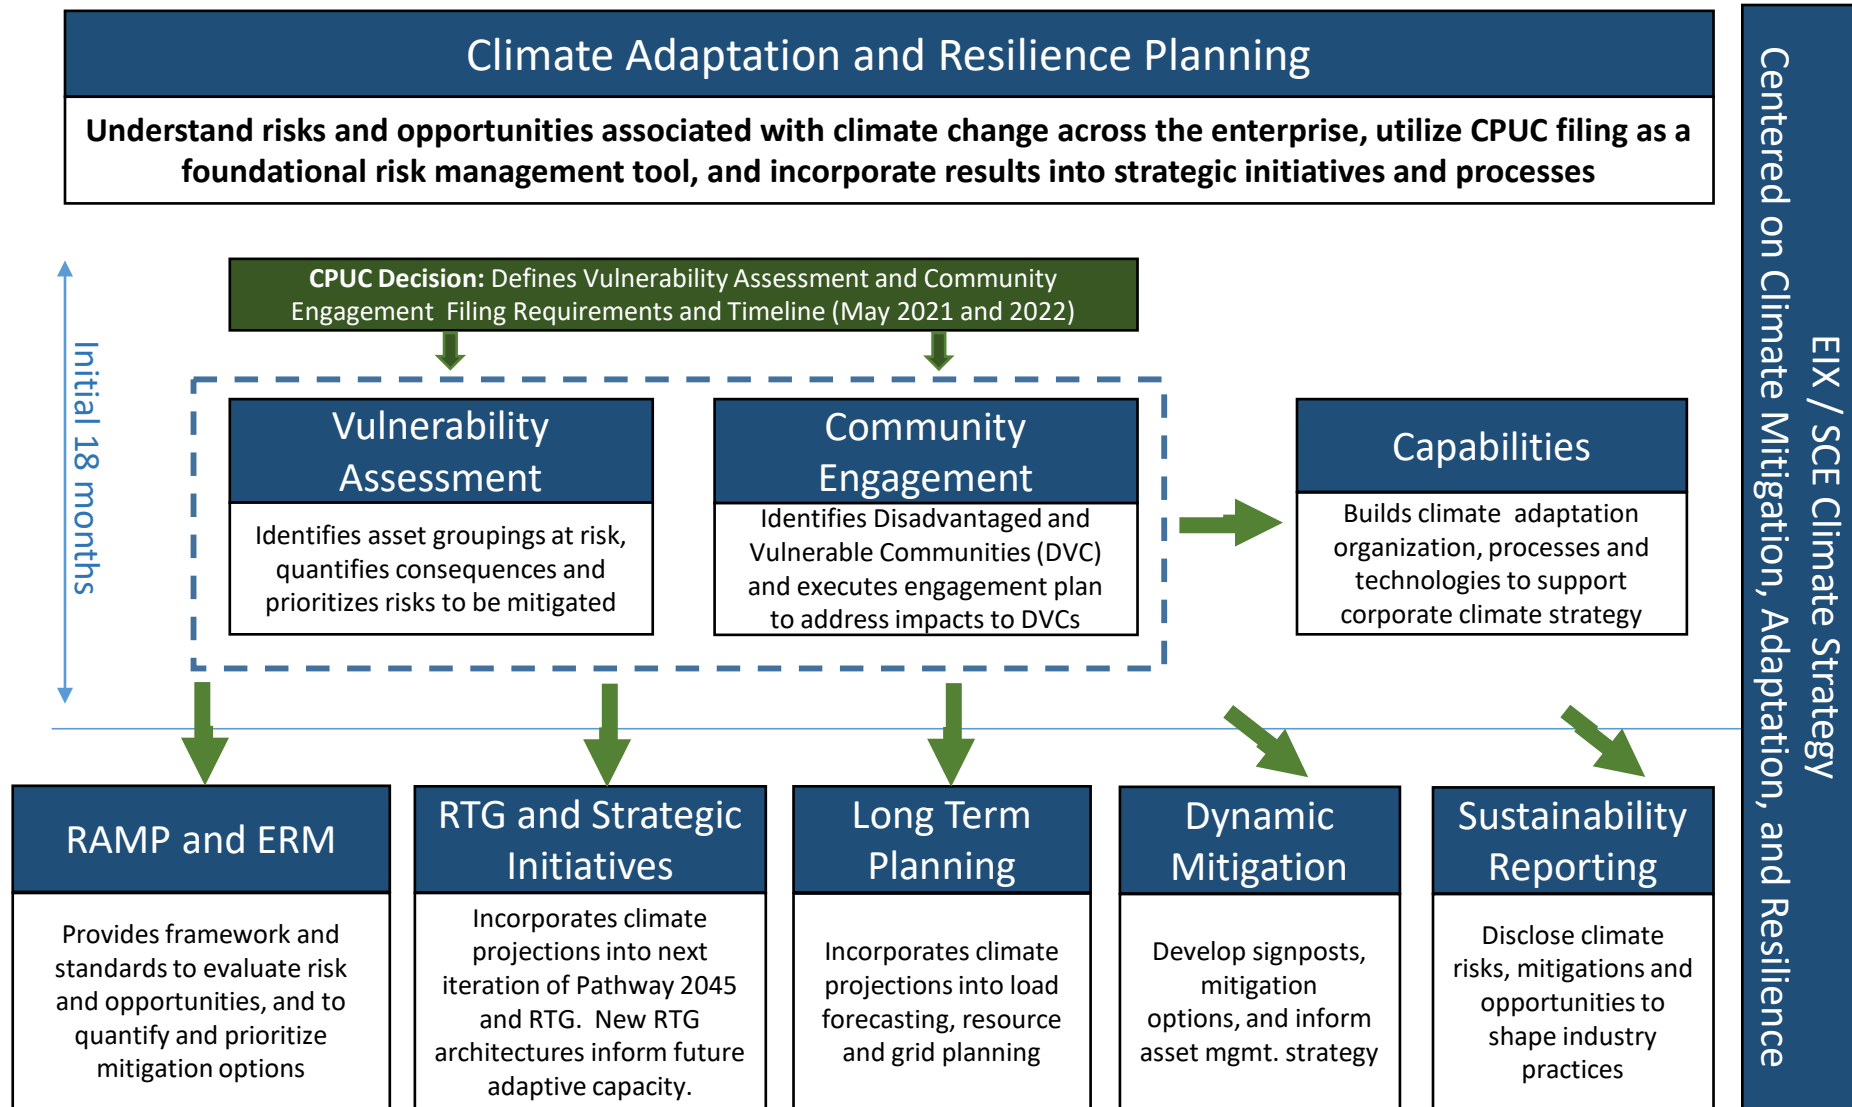 Climate Adaptation and Resilience Planning
Understand risks and opportunities associated with climate change across the enterprise, utilize CPUC filing as a
foundational risk management tool, and incorporate results into strategic initiatives and processes
CPUC Decision: Defines Vulnerability Assessment and Community
Engagement Filing Requirements and Timeline (May 2021 and 2022)
Initial 18 months
Vulnerability
Assessment
Identifies asset groupings at risk,
quantifies consequences and
prioritizes risks to be mitigated
Community
Engagement
Identifies Disadvantaged and
Vulnerable Communities (DVC)
and executes engagement plan
to address impacts to DVCs
Capabilities
Builds climate adaptation
organization, processes and
technologies to support
corporate climate strategy
RAMP and ERM
Provides framework and
standards to evaluate risk
and opportunities, and to
quantify and prioritize
mitigation options
RTG and Strategic
Initiatives
Incorporates climate
projections into next
iteration of Pathway 2045
and RTG. New RTG
architectures inform future
adaptive capacity.
Long Term
Planning
Incorporates climate
projections into load
forecasting, resource
and grid planning
Dynamic
Mitigation
Develop signposts,
mitigation
options, and inform
asset mgmt. strategy
Sustainability
Reporting
Disclose climate
risks, mitigations and
opportunities to
shape industry
practices
EIX / SCE Climate Strategy
Centered on Climate Mitigation, Adaptation, and Resilience